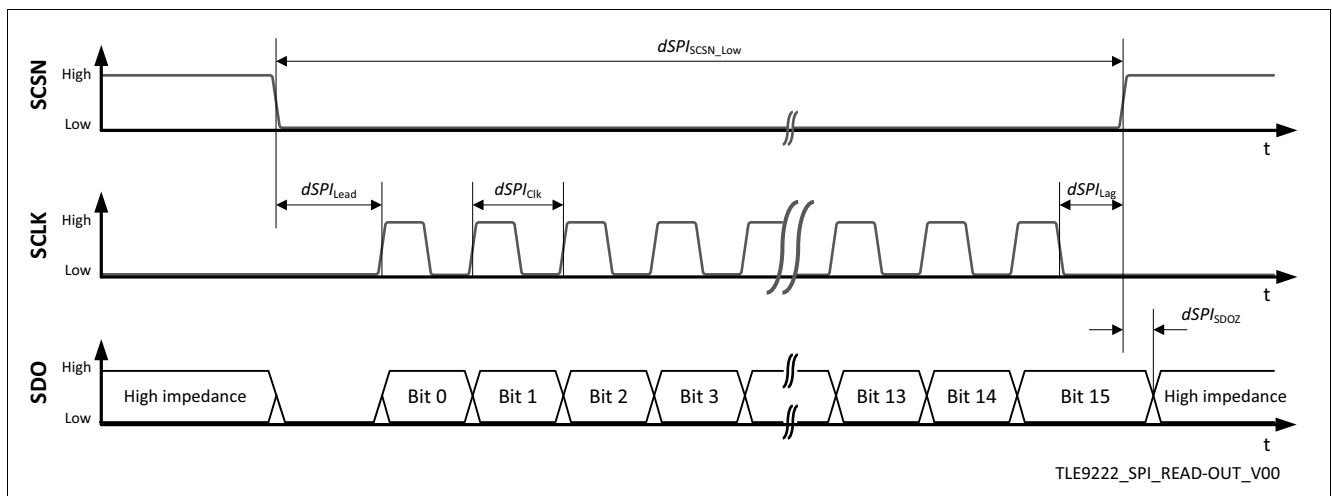 dSPISCSN_Low
SCSN
High
Low
t
dSPILead
dSPIClk
dSPILag
SCLK
High
Low
t
dSPISDOZ
SDO
High
Low
High impedance
Bit 0
Bit 1
Bit 2
Bit 3
Bit 13
Bit 14
Bit 15
High impedance
t
TLE9222_SPI_READ-OUT_V00